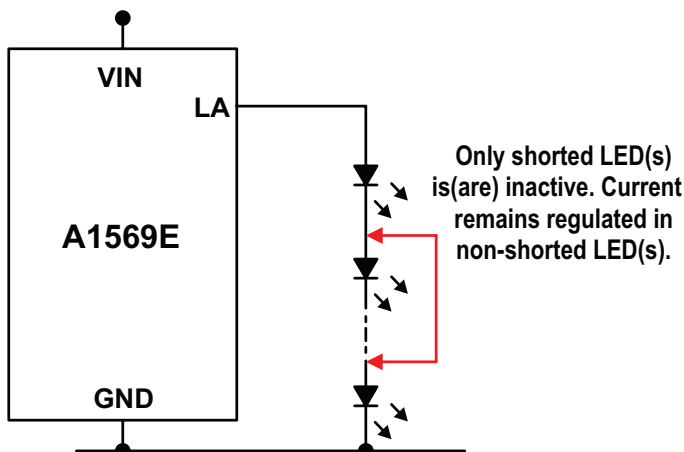 VIN
LA
A1569E
GND
Only shorted LED(s)
is(are) inactive. Current
remains regulated in
non-shorted LED(s).